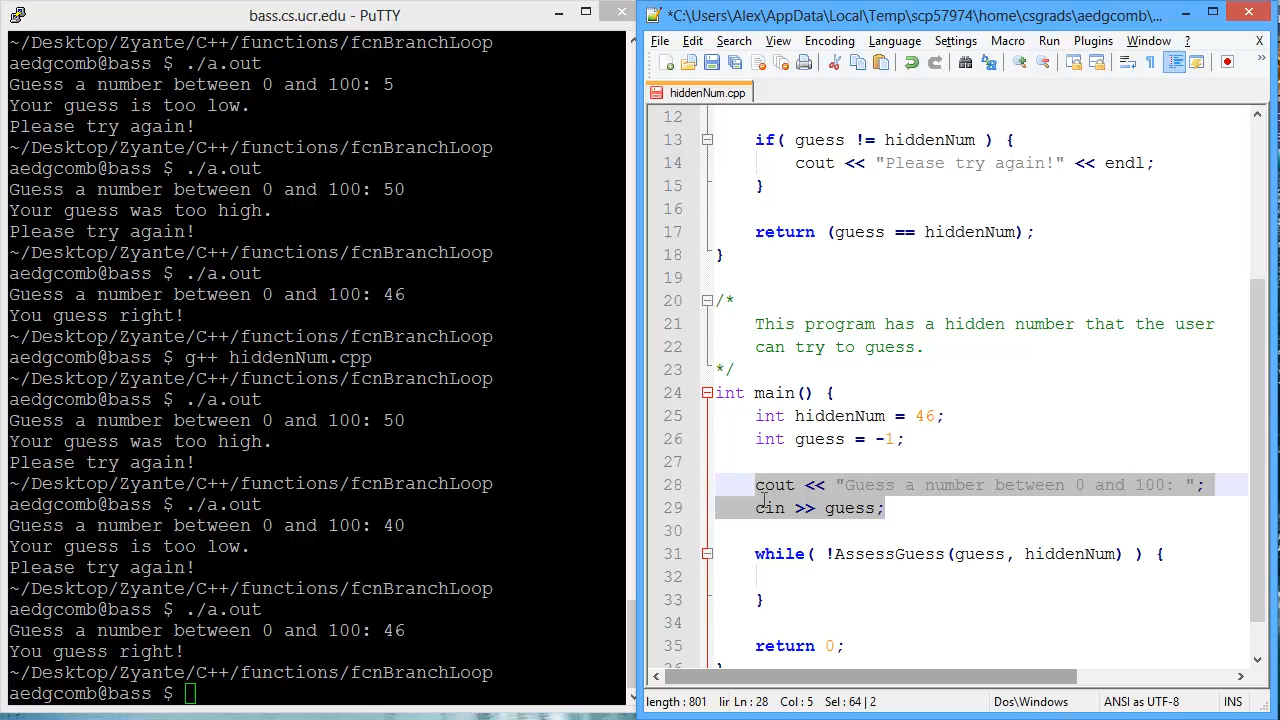 bass.cs.ucr.edu - PuTTY
~/Desktop/Zyante/C++/functions/fcnBranchLoop
aedgcomb@bass $ ./a.out
Guess a number between 0 and 100: 5
Your guess is too low.
Please try again!
~/Desktop/Zyante/C++/functions/fcnBranchLoop
aedgcomb@bass $ ./a.out
Guess a number between 0 and 100: 50
Your guess was too high.
Please try again!
~/Desktop/Zyante/C++/functions/fcnBranchLoop
aedgcomb@bass $ ./a.out
Guess a number between 0 and 100: 46
You guess right!
~/Desktop/Zyante/C++/functions/fcnBranchLoop
aedgcomb@bass $ g++ hiddenNum.cpp
~/Desktop/Zyante/C++/functions/fcnBranchLoop
aedgcomb@bass $ ./a.out
Guess a number between 0 and 100: 50
Your guess was too high.
Please try again!
~/Desktop/Zyante/C++/functions/fcnBranchLoop
aedgcomb@bass $ ./a.out
Guess a number between 0 and 100: 40
Your guess is too low.
Please try again!
~/Desktop/Zyante/C++/functions/fcnBranchLoop
aedgcomb@bass $ ./a.out
Guess a number between 0 and 100: 46
You guess right!
~/Desktop/Zyante/C++/functions/fcnBranchLoop
aedgcomb@bass $
*C:\Users\Alex\AppData\Local\Temp\scp57974\home\csgrads\aedgcomb\...
File Edit Search View Encoding Language Settings Macro Run Plugins Window ? X
hiddenNum.cpp
12
13 if( guess != hiddenNum ) {
14 cout << "Please try again!" << endl;
15 }
16
17 return (guess == hiddenNum);
18 }
19
20 /*
21 This program has a hidden number that the user
22 can try to guess.
23 */
24 int main() {
25 int hiddenNum = 46;
26 int guess = -1;
27
28 cout << "Guess a number between 0 and 100: ";
29 cin >> guess;
30
31 while( !AssessGuess(guess, hiddenNum) ) {
32
33 }
34
35 return 0;
length : 801 lir Ln : 28 Col : 5 Sel : 64 | 2 Dos\Windows ANSI as UTF-8 INS